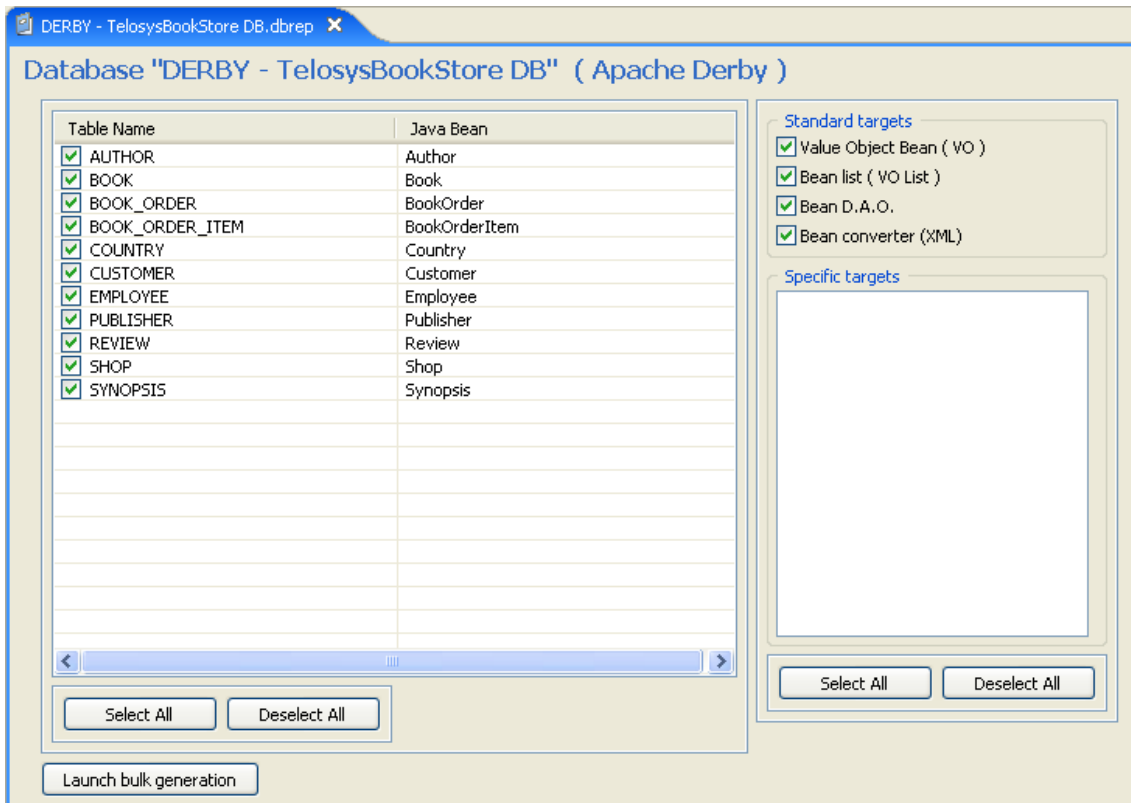 DERBY - TelosysBookStore DB.dbrep
Database "DERBY - TelosysBookStore DB" ( Apache Derby )
Table Name Java Bean
AUTHOR Author
BOOK Book
BOOK_ORDER BookOrder
BOOK_ORDER_ITEM BookOrderItem
COUNTRY Country
CUSTOMER Customer
EMPLOYEE Employee
PUBLISHER Publisher
REVIEW Review
SHOP Shop
SYNOPSIS Synopsis
Select All Deselect All
Standard targets
Value Object Bean ( VO )
Bean list ( VO List )
Bean D.A.O.
Bean converter (XML)
Specific targets
Select All Deselect All
Launch bulk generation